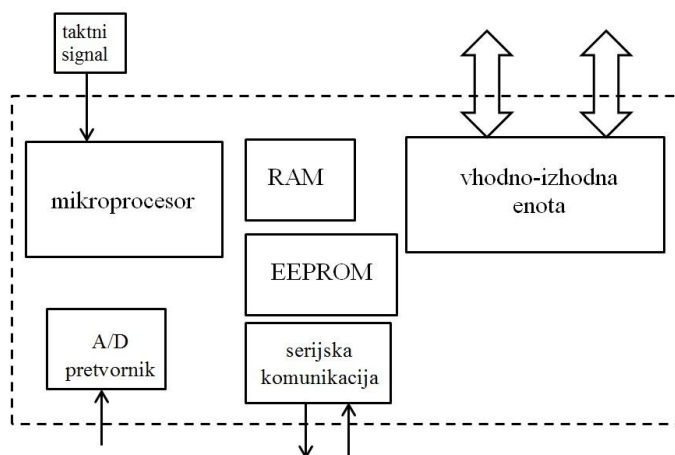 taktni
signal
mikroprocesor
RAM
vhodno-izhodna
enota
EEPROM
A/D
pretvornik
serijska
komunikacija